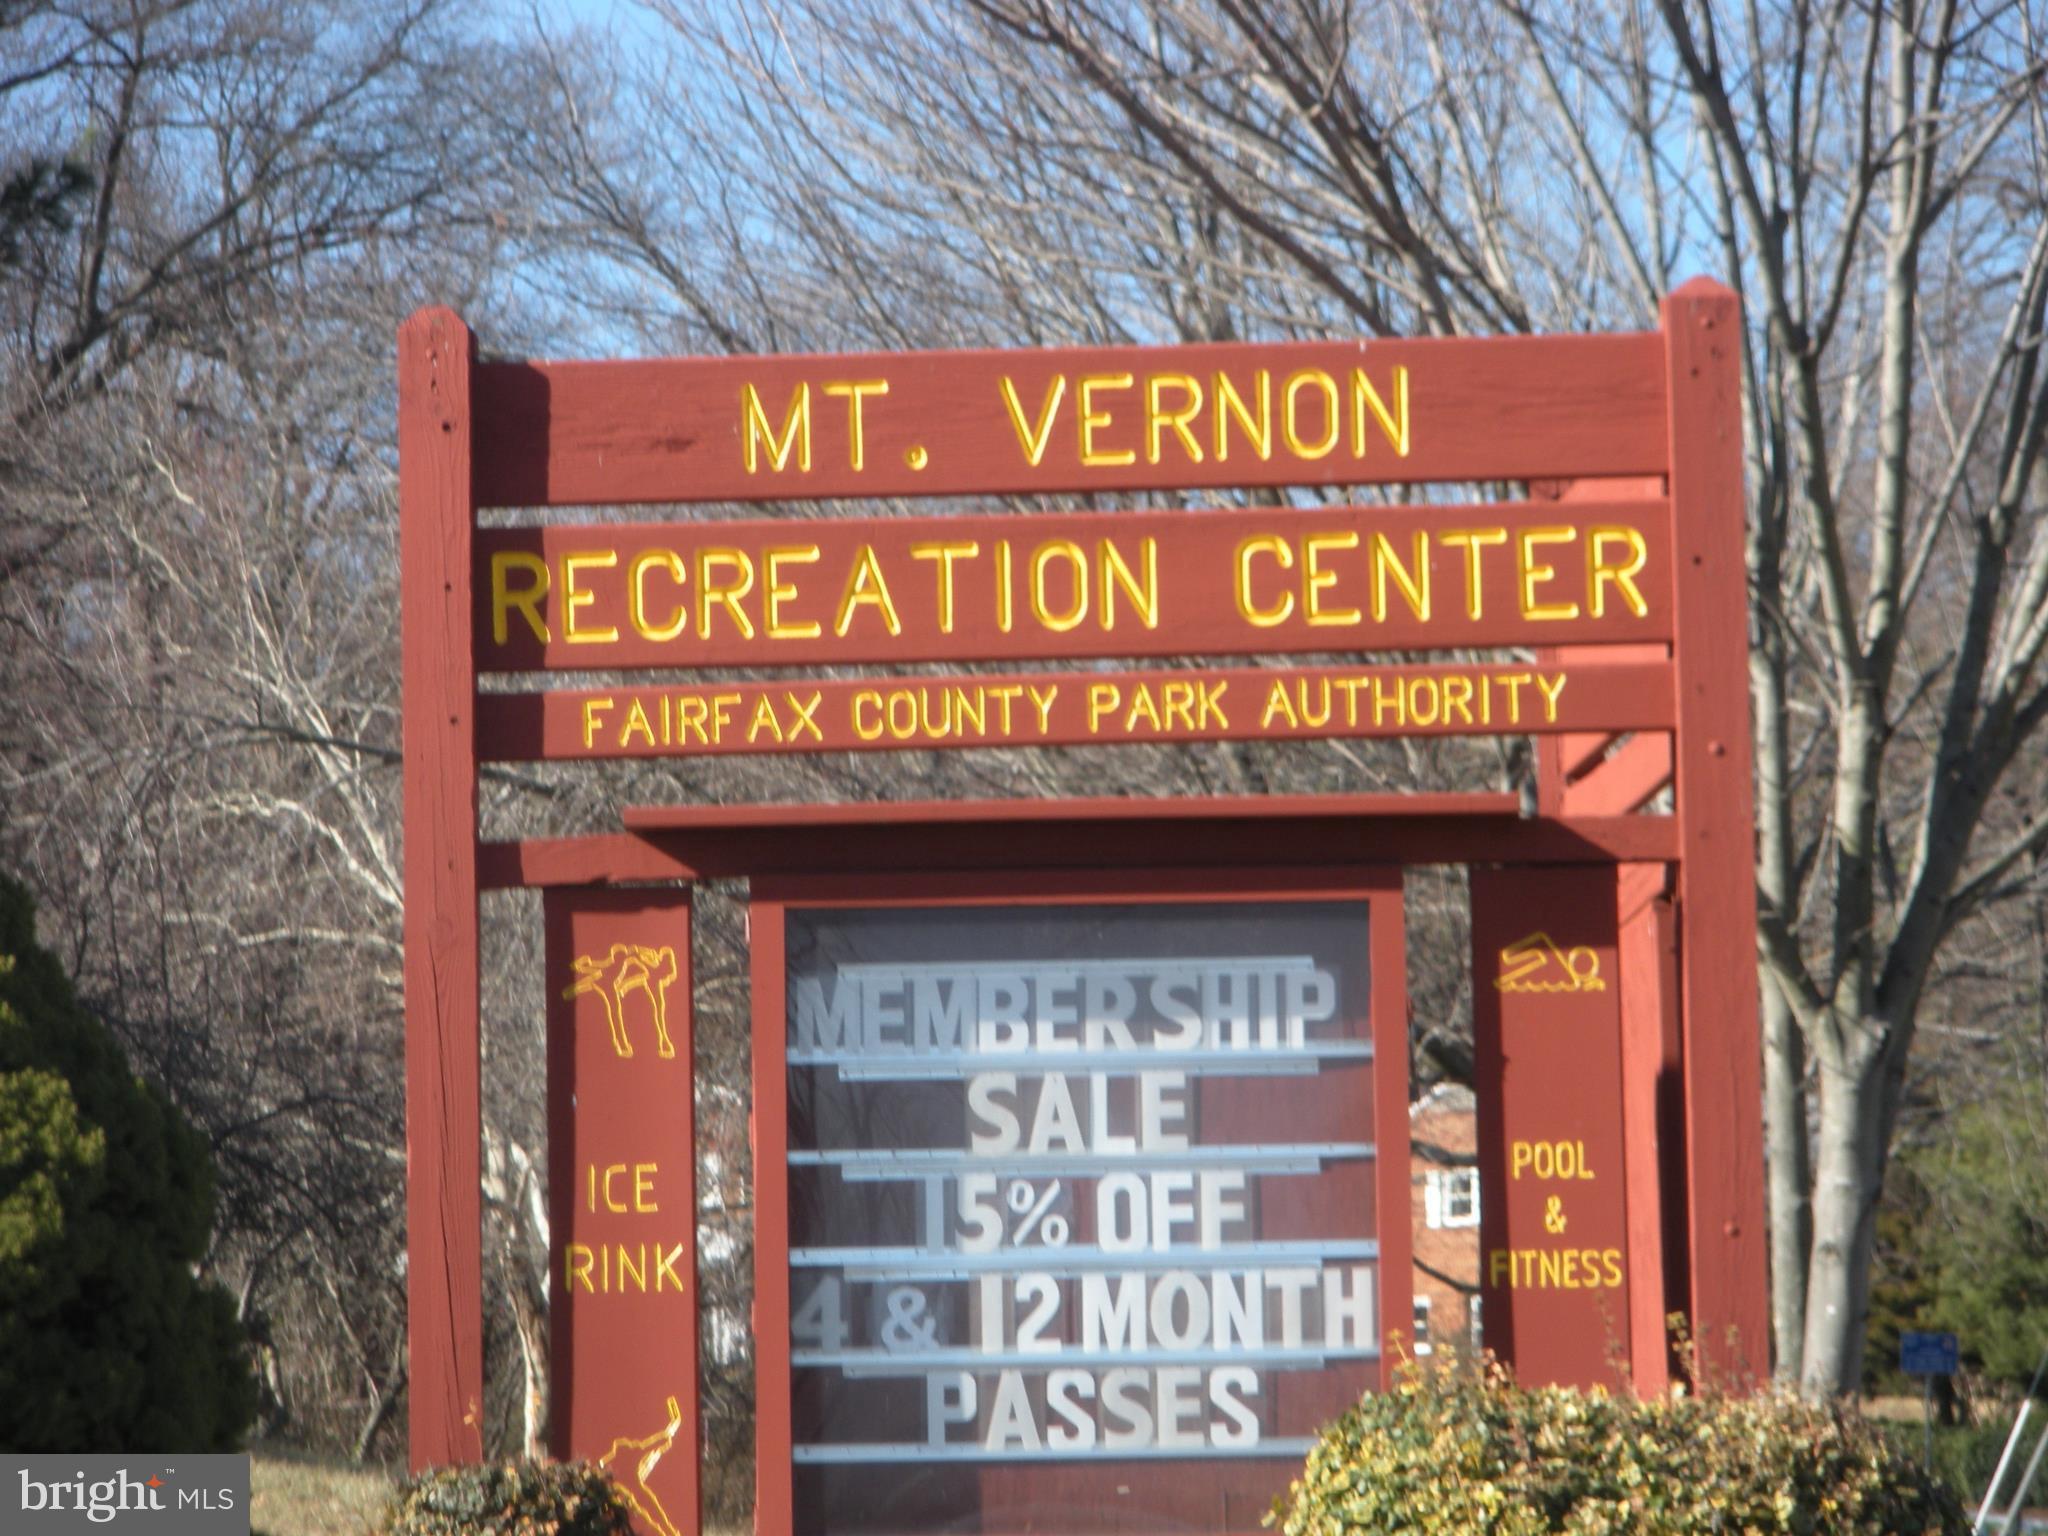 MT. VERNON
RECREATION CENTER
FAIRFAX COUNTY PARK AUTHORITY
MEMBERSHIP
SALE
15% OFF
4 & 12 MONTH
PASSES
ICE
RINK
POOL
&
FITNESS
bright™ MLS